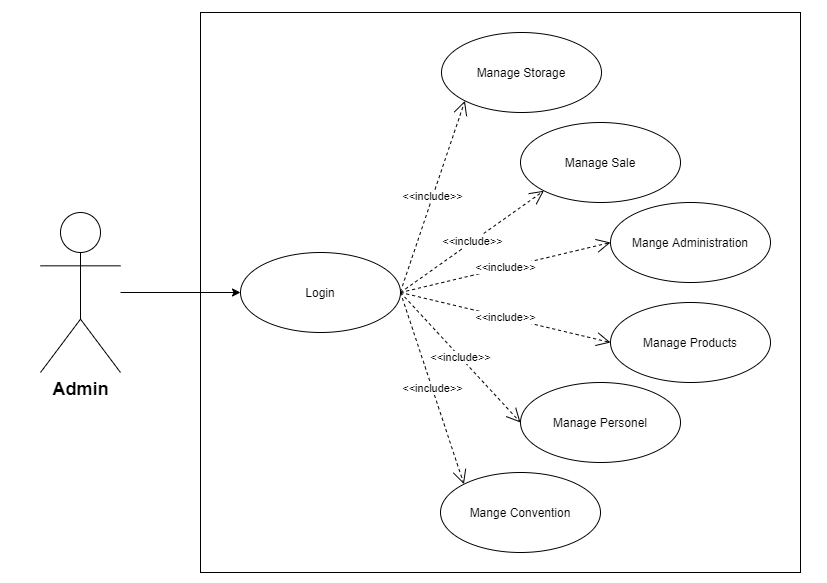 Manage Storage
Manage Sale
<<include>>
<<include>>
Mange Administration
<<include>>
Login
<<include>>
Manage Products
<<include>>
<<include>>
Admin
Manage Personel
Mange Convention